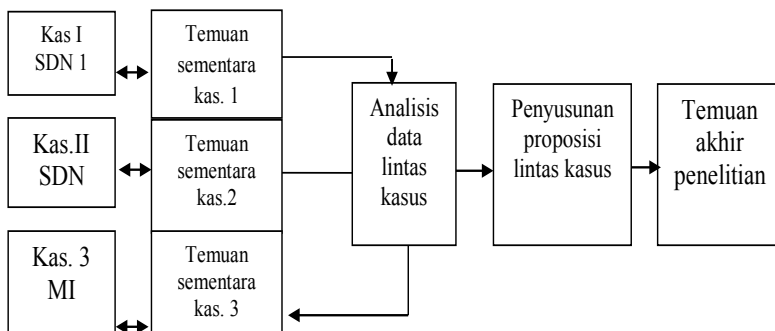 Kas I
SDN 1
Temuan
sementara
kas. 1
Kas.II
SDN
Temuan
sementara
kas.2
Kas. 3
MI
Temuan
sementara
kas. 3
Analisis
data
lintas
kasus
Penyusunan
proposisi
lintas kasus
Temuan
akhir
penelitian